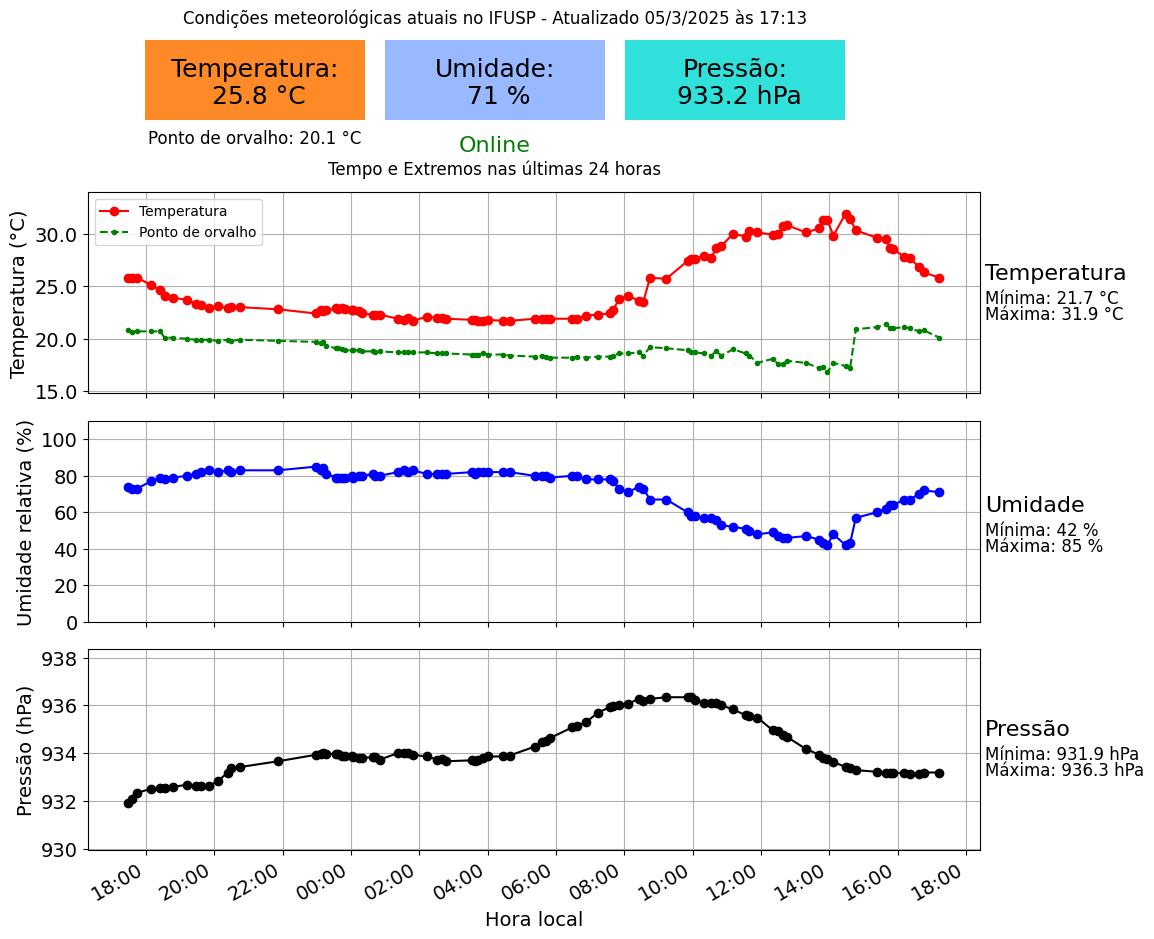 Condições meteorológicas atuais no IFUSP - Atualizado 05/3/2025 às 17:13
Temperatura:
25.8 °C
Umidade:
71 %
Pressão:
933.2 hPa
Ponto de orvalho: 20.1 °C
Online
Tempo e Extremos nas últimas 24 horas
Temperatura (°C)
30.0
25.0
20.0
15.0
Temperatura
Ponto de orvalho
Temperatura
Mínima: 21.7 °C
Máxima: 31.9 °C
Umidade relativa (%)
100
80
60
40
20
0
Umidade
Mínima: 42 %
Máxima: 85 %
Pressão (hPa)
938
936
934
932
930
Pressão
Mínima: 931.9 hPa
Máxima: 936.3 hPa
18:00
20:00
22:00
00:00
02:00
04:00
06:00
08:00
10:00
12:00
14:00
16:00
18:00
Hora local